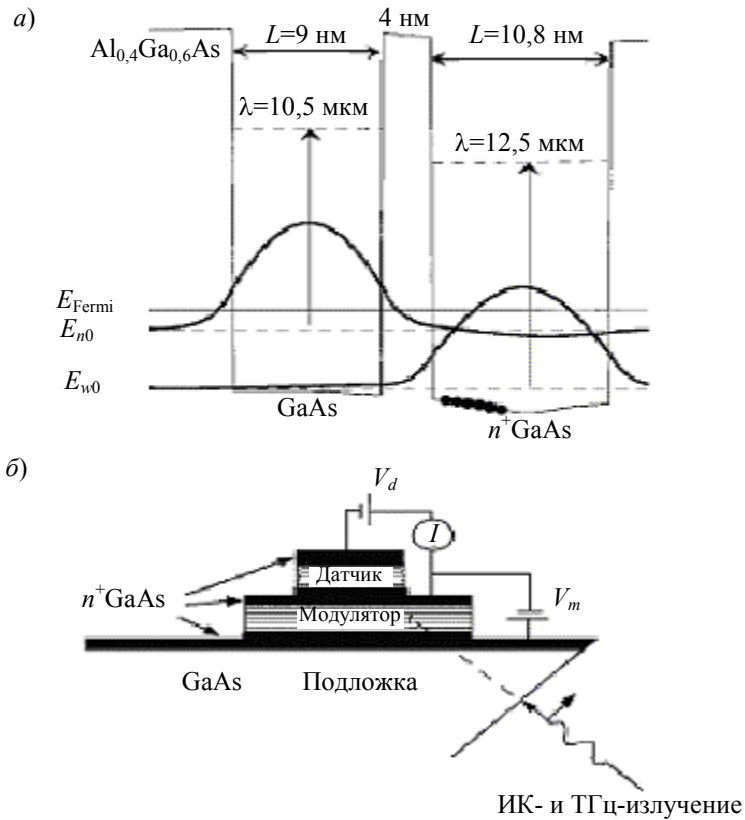 а)
4 нм
L=9 нм
L=10,8 нм
Al0,4Ga0,6As
λ=10,5 мкм
λ=12,5 мкм
EFermi
En0
Ew0
GaAs
n+GaAs
б)
Vd
I
Датчик
n+GaAs
Модулятор
Vm
GaAs Подложка
ИК- и ТГц-излучение